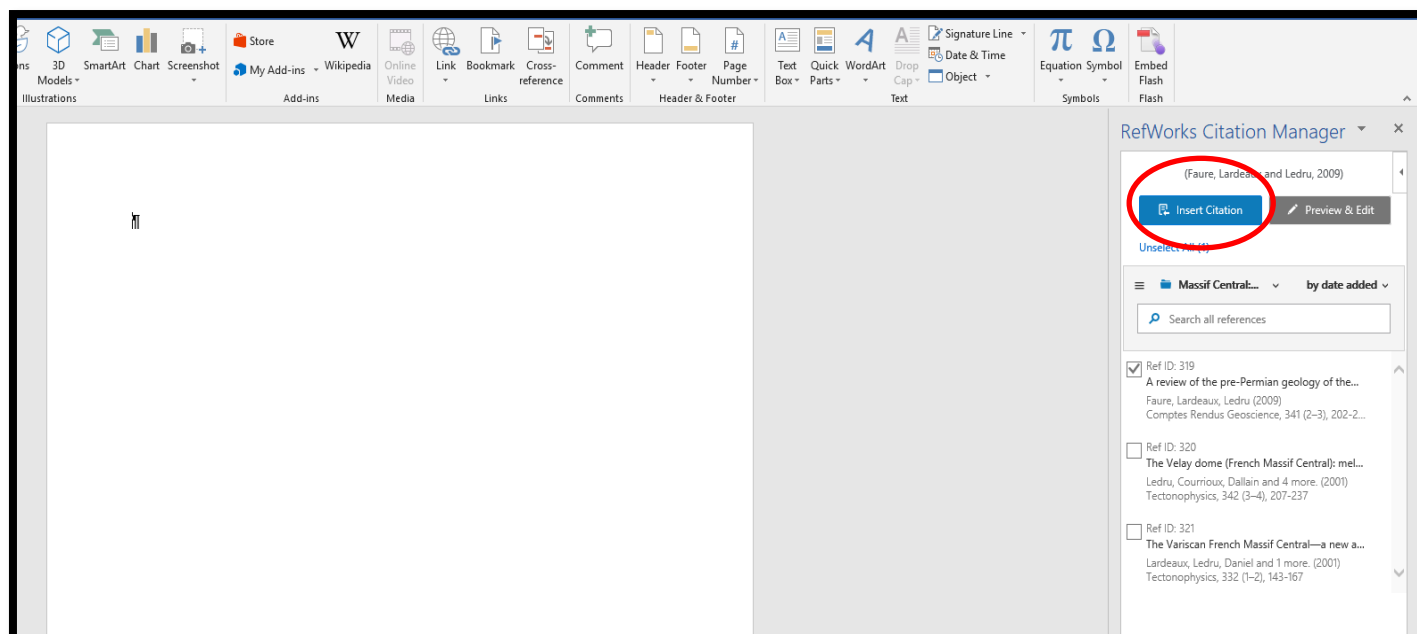 ons
3D Models
SmartArt
Chart
Screenshot
Illustrations
Store
My Add-ins
W
Wikipedia
Add-ins
Online Video
Media
Link
Bookmark
Cross-reference
Links
Comment
Comments
Header
Footer
#
Page Number
Header & Footer
A
Text Box
Quick Parts
A
WordArt
A
Drop Cap
Signature Line
Date & Time
Object
Text
π
Equation
Ω
Symbol
Symbols
Embed Flash
Flash
¶
RefWorks Citation Manager
(Faure, Lardeaux and Ledru, 2009)
Insert Citation
Preview & Edit
Unselect All (1)
Massif Central:...
by date added
Search all references
Ref ID: 319
A review of the pre-Permian geology of the...
Faure, Lardeaux, Ledru (2009)
Comptes Rendus Geoscience, 341 (2–3), 202-2...
Ref ID: 320
The Velay dome (French Massif Central): mel...
Ledru, Courrioux, Dallain and 4 more. (2001)
Tectonophysics, 342 (3–4), 207-237
Ref ID: 321
The Variscan French Massif Central—a new a...
Lardeaux, Ledru, Daniel and 1 more. (2001)
Tectonophysics, 332 (1–2), 143-167